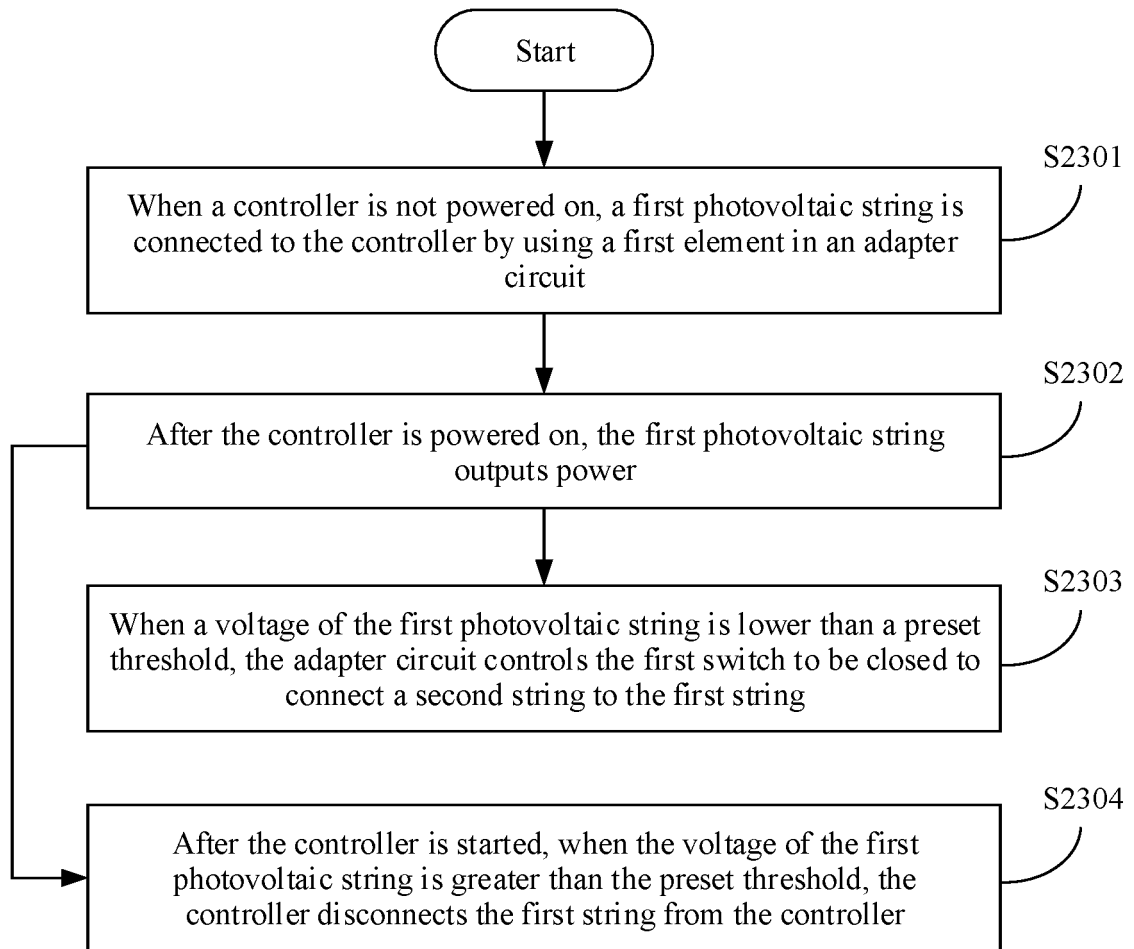 Start
S2301
When a controller is not powered on, a first photovoltaic string is
connected to the controller by using a first element in an adapter
circuit
S2302
After the controller is powered on, the first photovoltaic string
outputs power
S2303
When a voltage of the first photovoltaic string is lower than a preset
threshold, the adapter circuit controls the first switch to be closed to
connect a second string to the first string
S2304
After the controller is started, when the voltage of the first
photovoltaic string is greater than the preset threshold, the
controller disconnects the first string from the controller